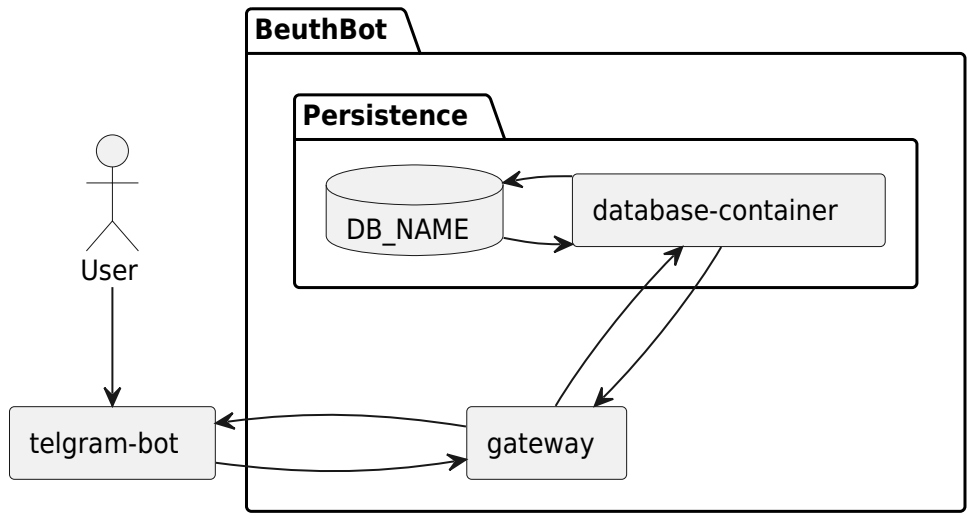 BeuthBot
Persistence
DB_NAME
database-container
User
telgram-bot
gateway